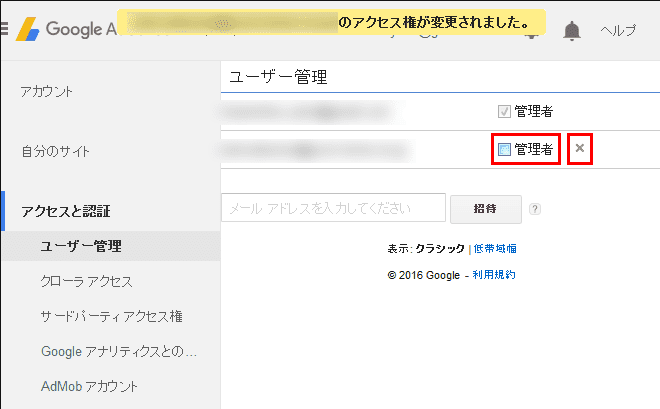 のアクセス権が変更されました。
Google A
ヘルプ
アカウント
自分のサイト
アクセスと認証
ユーザー管理
クローラ アクセス
サードパーティ アクセス権
Google アナリティクスとの...
AdMob アカウント
ユーザー管理
管理者
管理者
メール アドレスを入力してください
招待
?
表示: クラシック | 低帯域幅
© 2016 Google - 利用規約